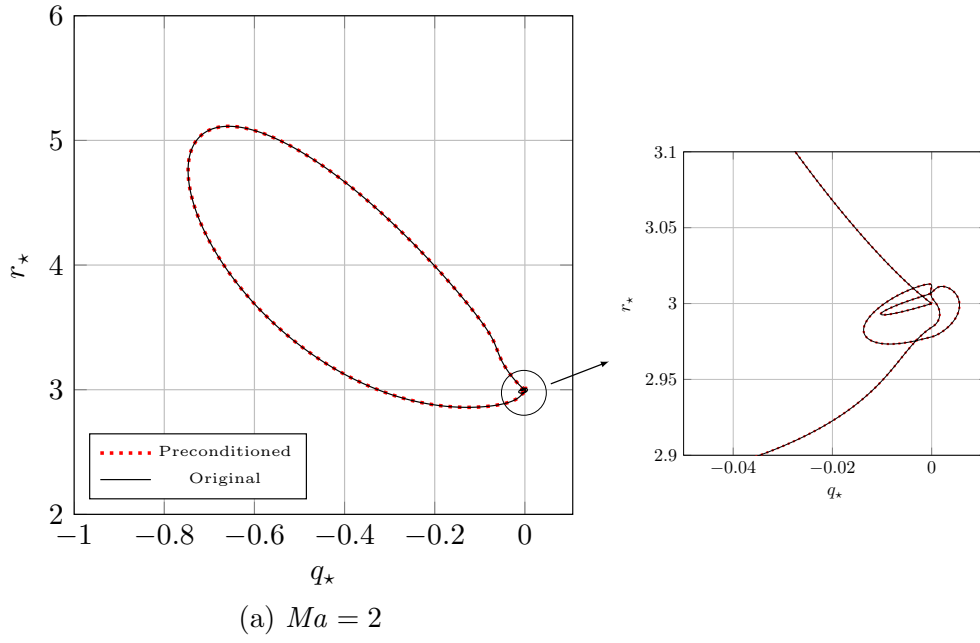 6
5
4
3
2
r⋆
−1
−0.8
−0.6
−0.4
−0.2
0
q⋆
Preconditioned
Original
3.1
3.05
3
2.95
2.9
r⋆
−0.04
−0.02
0
q⋆
(a) Ma = 2